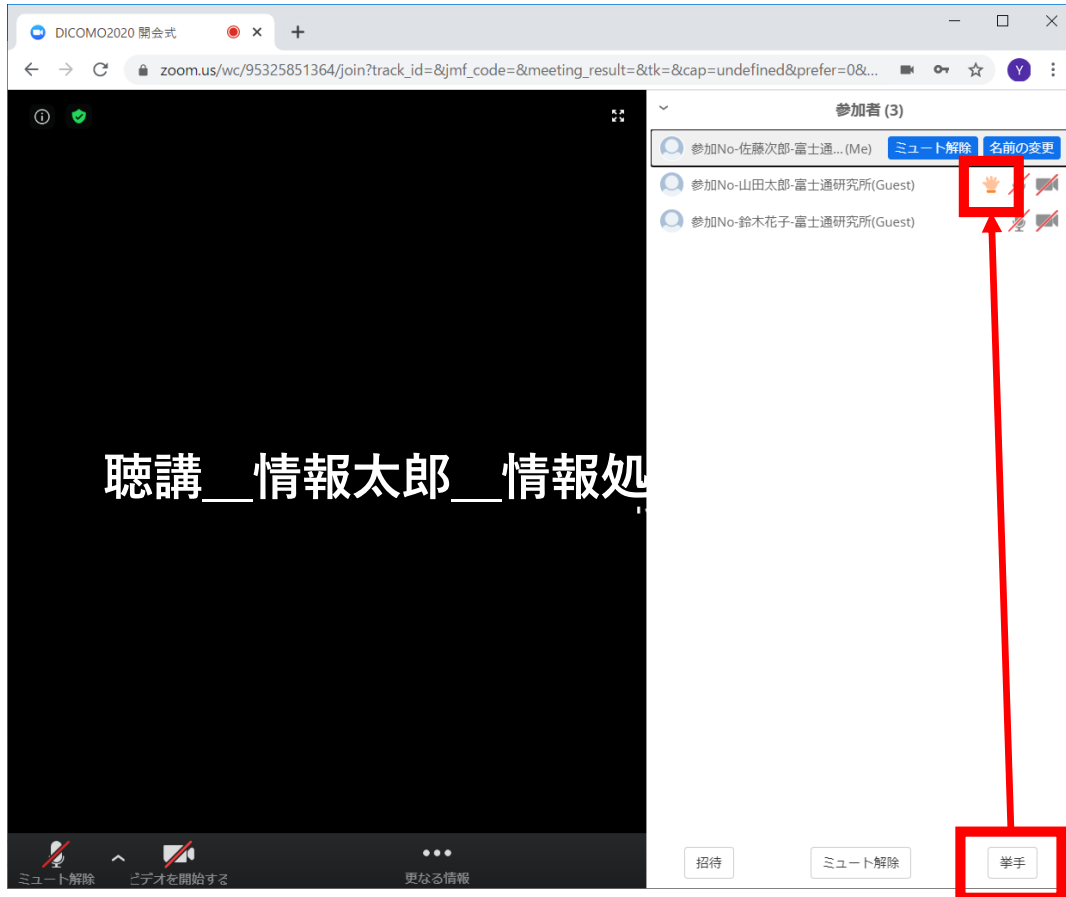 DICOMO2020 開会式
zoom.us/wc/95325851364/join?track_id=&jmf_code=&meeting_result=&tk=&cap=undefined&prefer=0&...
Y
参加者 (3)
参加No-佐藤次郎-富士通...(Me) ミュート解除 名前の変更
参加No-山田太郎-富士通研究所(Guest)
参加No-鈴木花子-富士通研究所(Guest)
聴講__情報太郎__情報処
ミュート解除 ビデオを開始する 更なる情報
招待 ミュート解除 挙手